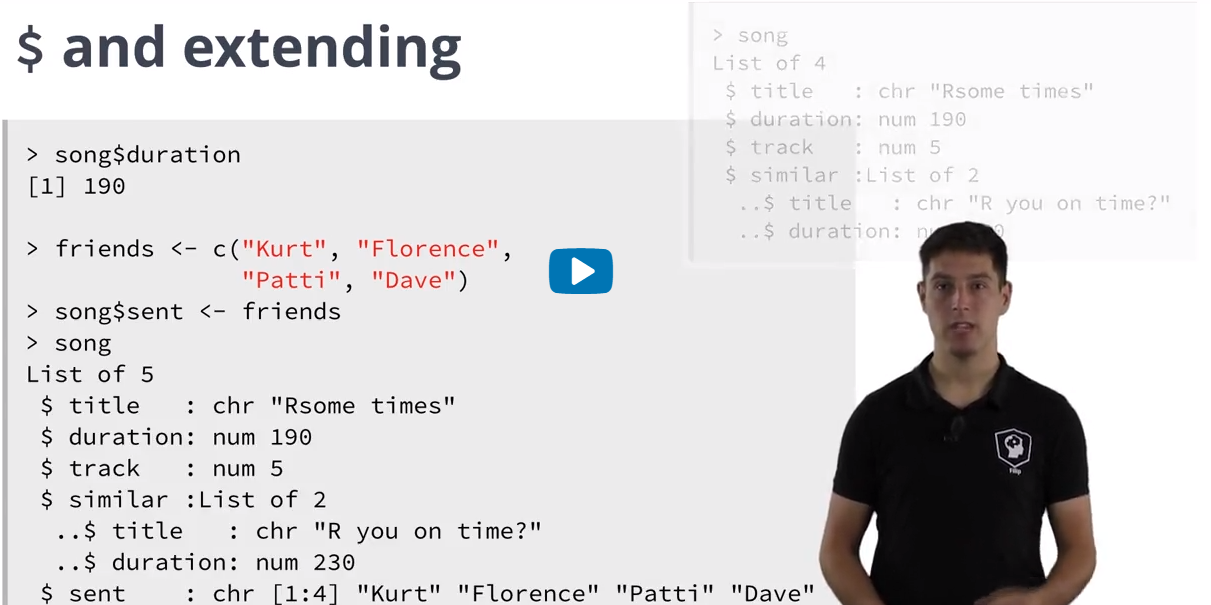 $ and extending
> song$duration
[1] 190
> friends <- c("Kurt", "Florence",
"Patti", "Dave")
> song$sent <- friends
> song
List of 5
$ title : chr "Rsome times"
$ duration: num 190
$ track : num 5
$ similar :List of 2
..$ title : chr "R you on time?"
..$ duration: num 230
$ sent : chr [1:4] "Kurt" "Florence" "Patti" "Dave"
> song
List of 4
$ title : chr "Rsome times"
$ duration: num 190
$ track : num 5
$ similar :List of 2
..$ title : chr "R you on time?"
..$ duration:
Filip